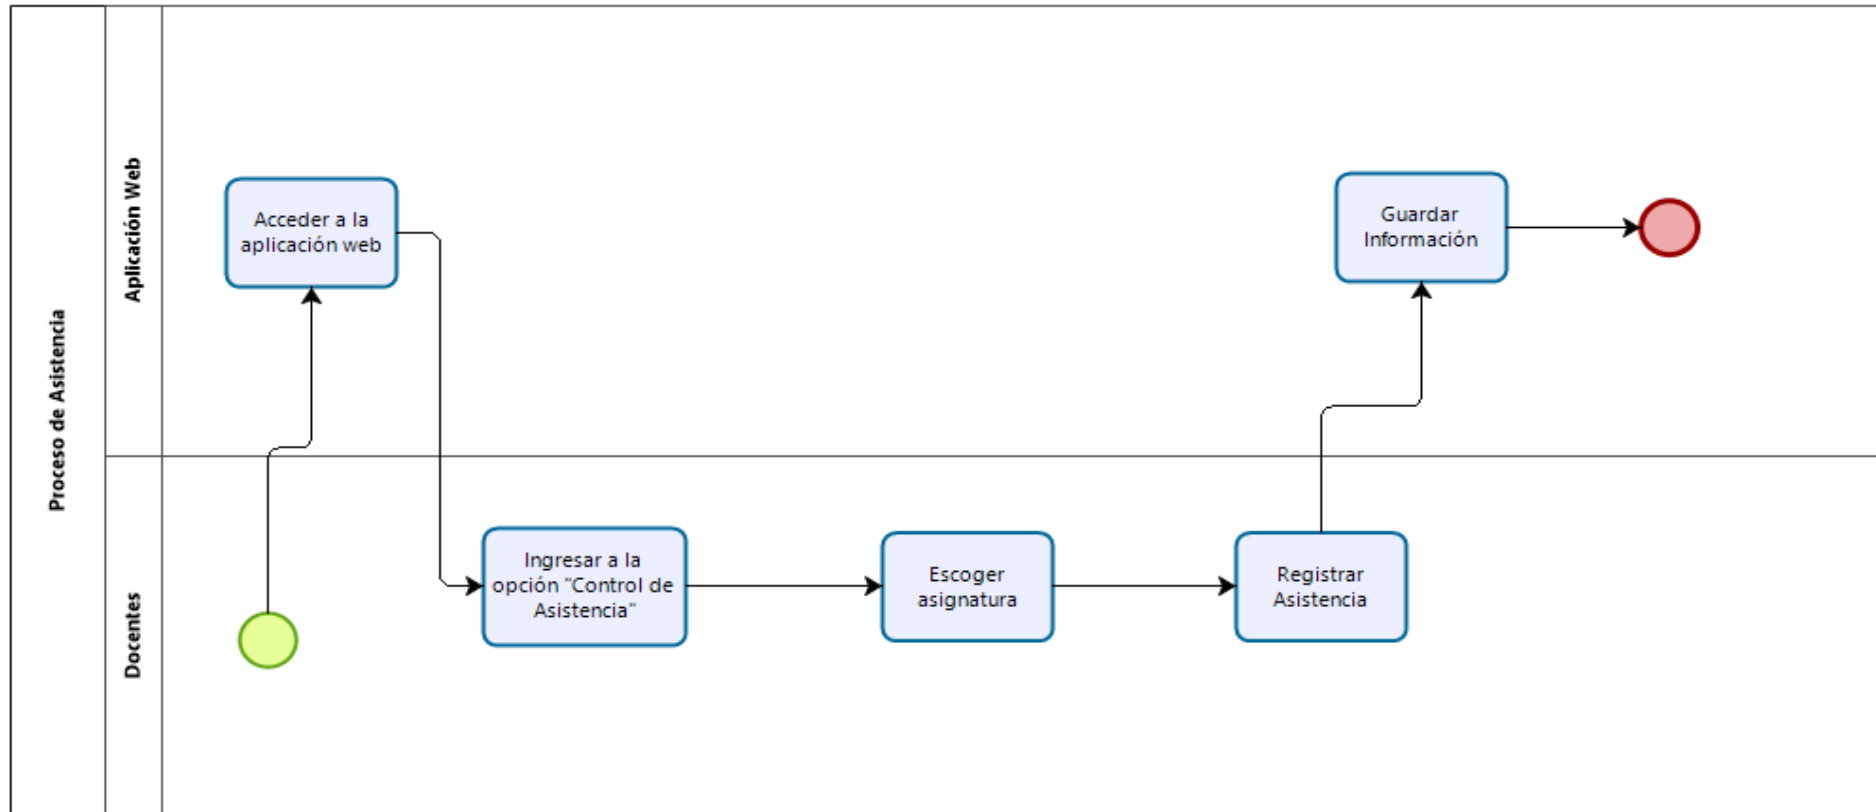 Proceso de Asistencia
Aplicación Web
Acceder a la
aplicación web
Guardar
Información
Docentes
Ingresar a la
opción "Control de
Asistencia"
Escoger
asignatura
Registrar
Asistencia